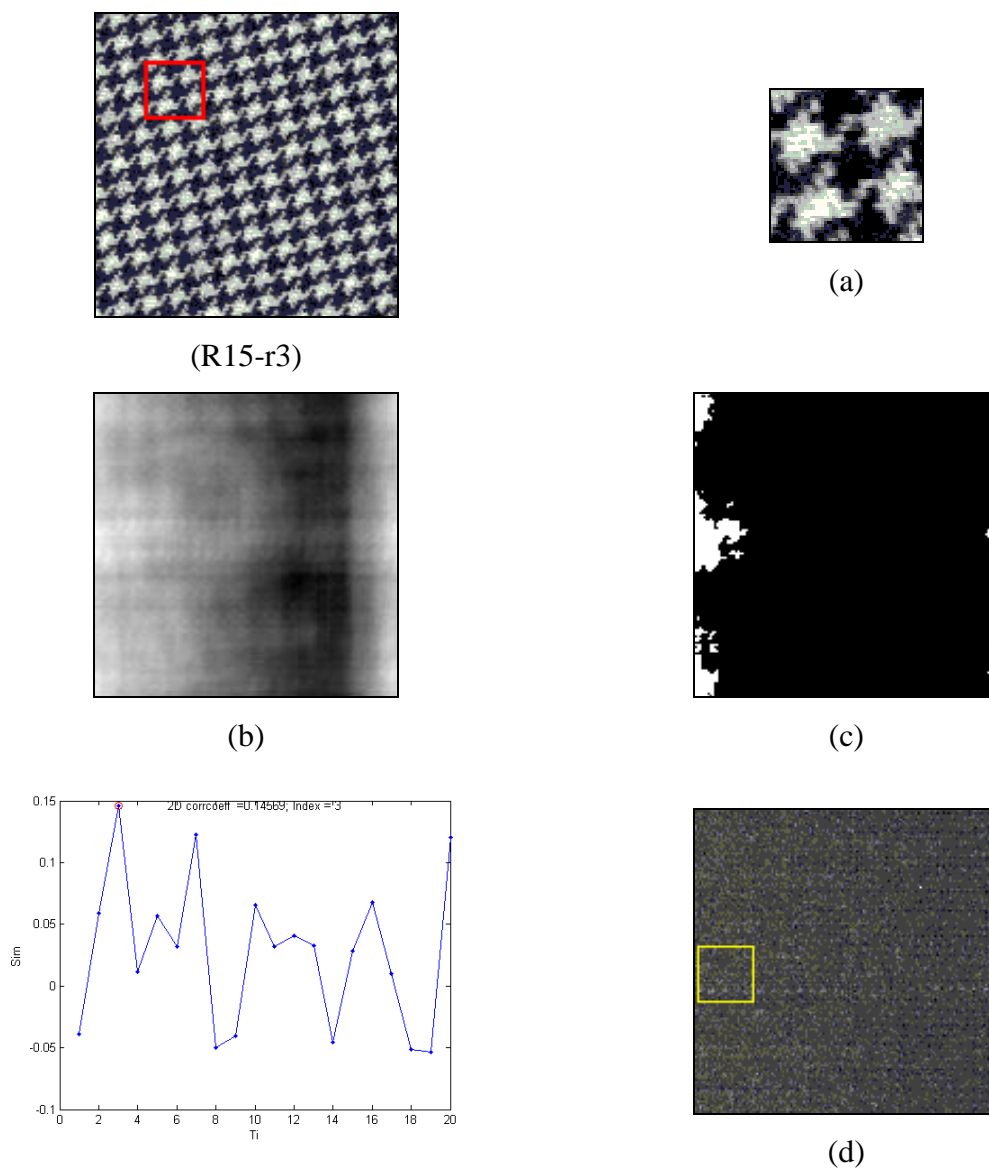 (R15-r3)
(a)
(b)
(c)
2D corrcoeff =0.14569; Index = 3
0.15
0.1
0.05
0
-0.05
-0.1
Sim
0 2 4 6 8 10 12 14 16 18 20
Ti
(d)